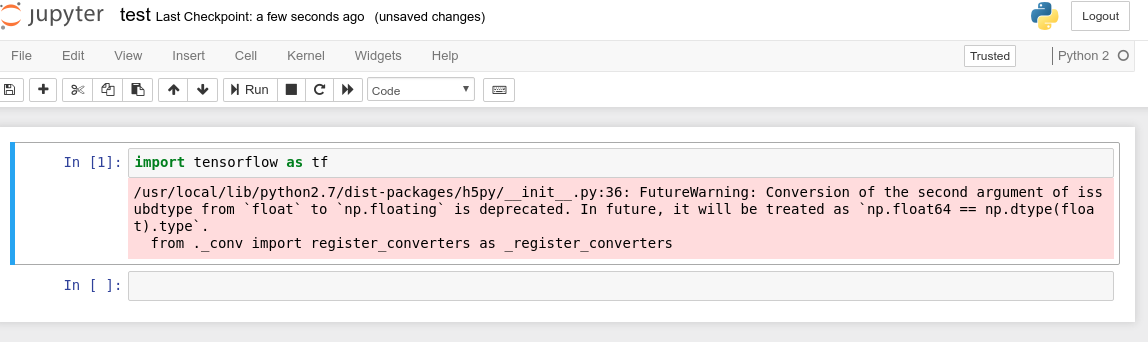 jupyter test Last Checkpoint: a few seconds ago (unsaved changes) Logout
File Edit View Insert Cell Kernel Widgets Help Trusted Python 2
Run Code
In [1]: import tensorflow as tf
/usr/local/lib/python2.7/dist-packages/h5py/__init__.py:36: FutureWarning: Conversion of the second argument of iss
ubdtype from `float` to `np.floating` is deprecated. In future, it will be treated as `np.float64 == np.dtype(floa
t).type`.
  from ._conv import register_converters as _register_converters
In [ ]: